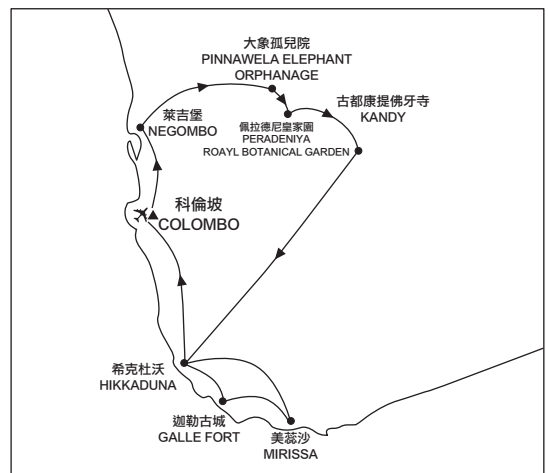 大象孤兒院
PINNAWELA ELEPHANT
ORPHANAGE
古都康提佛牙寺
KANDY
萊吉堡
NEGOMBO
佩拉德尼皇家園
PERADENIYA
ROAYL BOTANICAL GARDEN
科倫坡
COLOMBO
希克杜沃
HIKKADUNA
迦勒古城
GALLE FORT
美蕊沙
MIRISSA